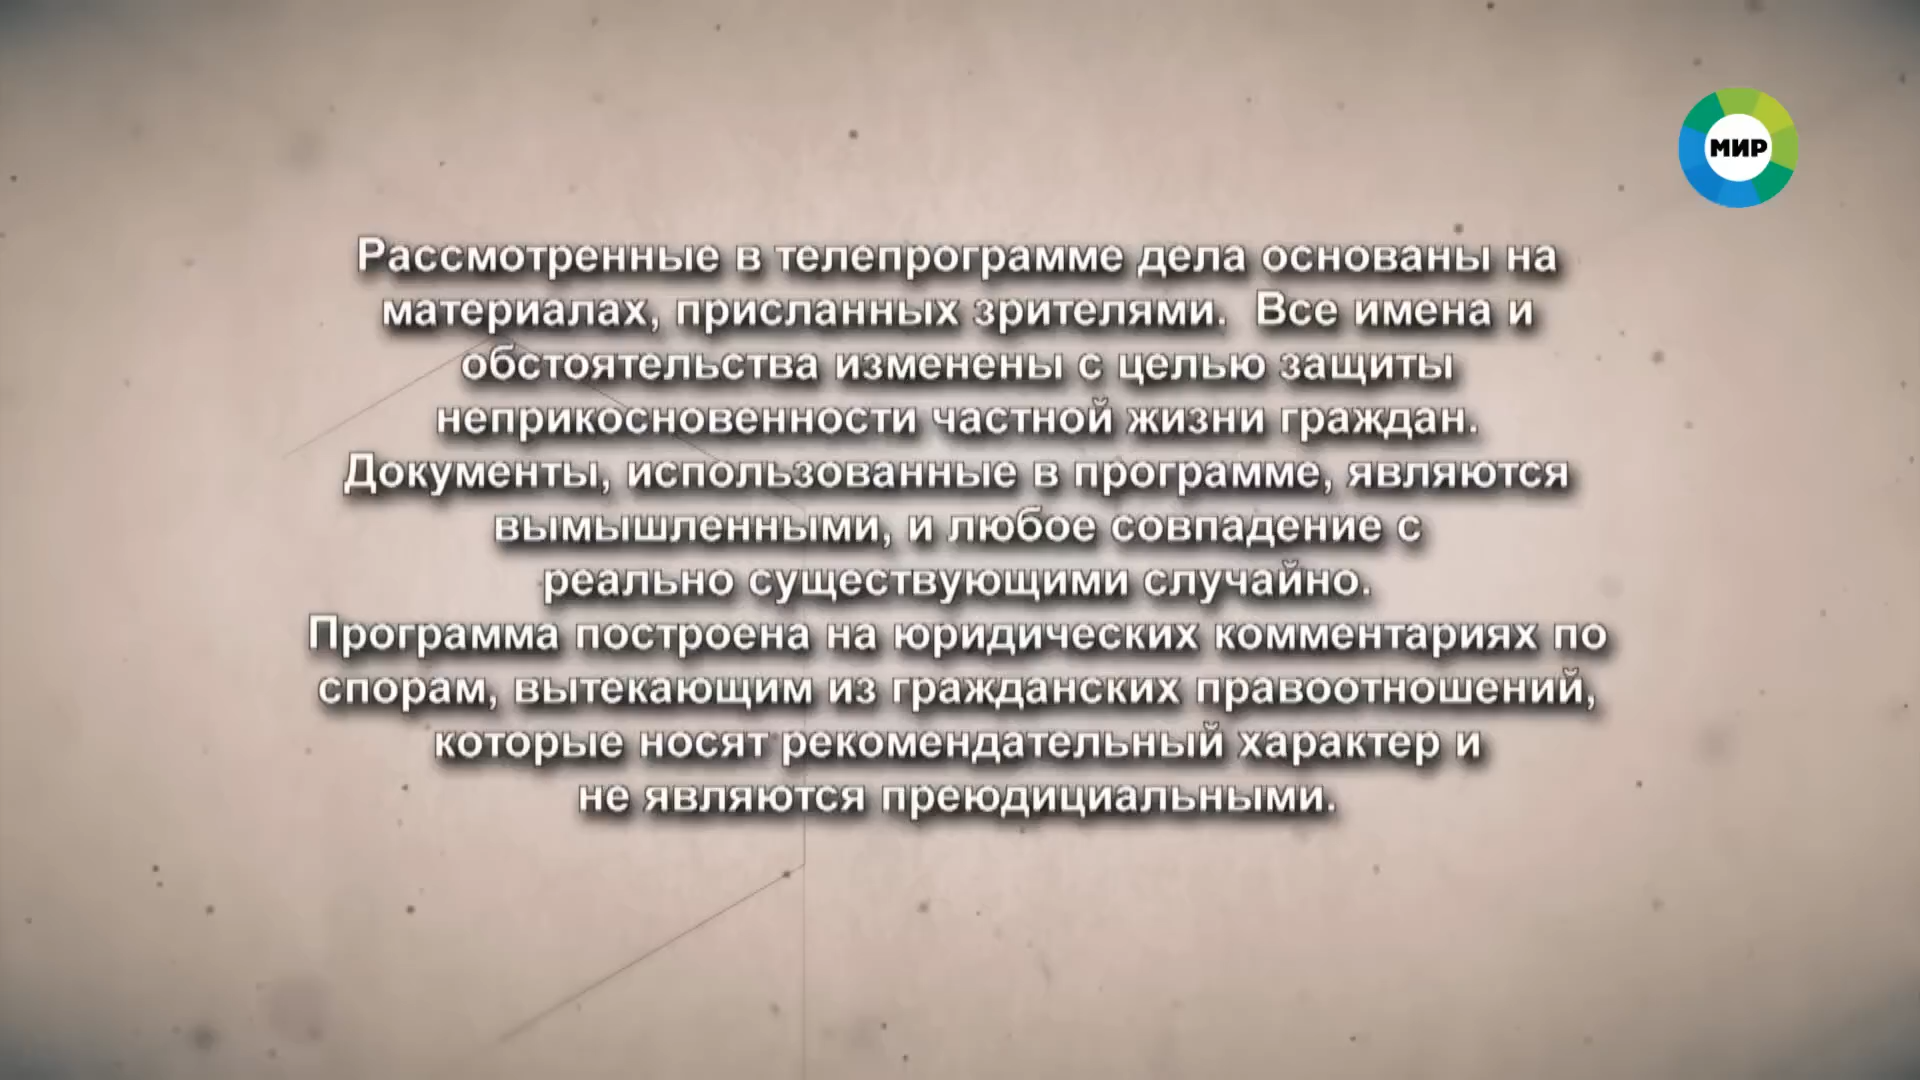 МИР
Рассмотренные в телепрограмме дела основаны на
материалах, присланных зрителями. Все имена и
обстоятельства изменены с целью защиты
неприкосновенности частной жизни граждан.
Документы, использованные в программе, являются
вымышленными, и любое совпадение с
реально существующими случайно.
Программа построена на юридических комментариях по
спорам, вытекающим из гражданских правоотношений,
которые носят рекомендательный характер и
не являются преюдициальными.